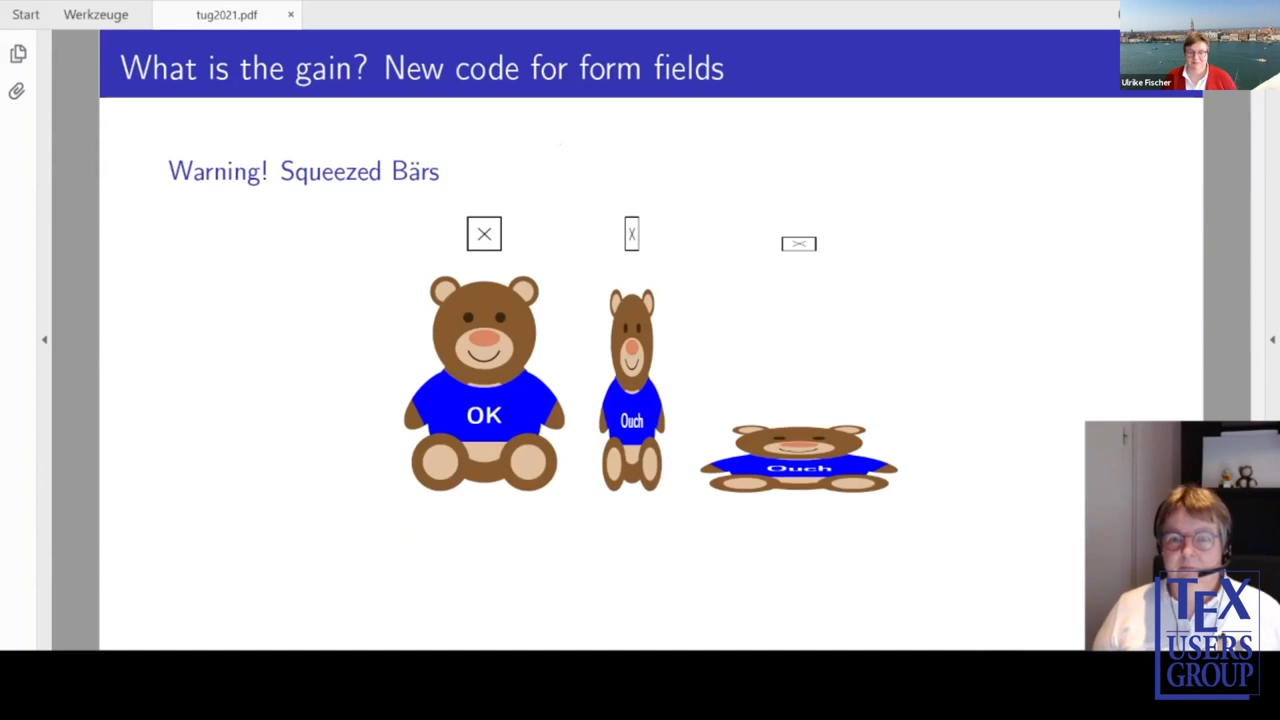 Start Werkzeuge tug2021.pdf ×
What is the gain? New code for form fields
Ulrike Fischer
Warning! Squeezed Bärs
OK
Ouch
Ouch
TEX
USERS
GROUP